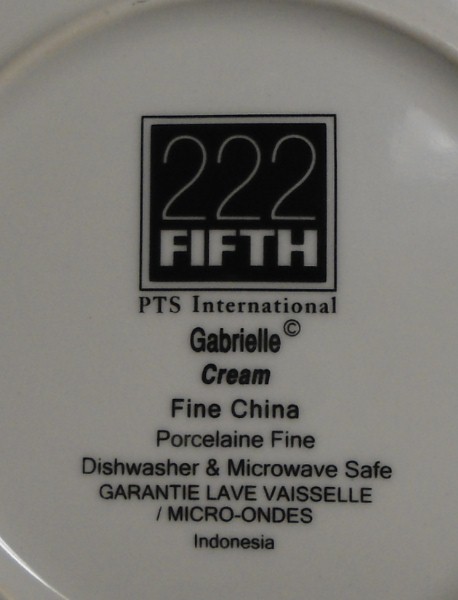 222
FIFTH
PTS International
Gabrielle©
Cream
Fine China
Porcelaine Fine
Dishwasher & Microwave Safe
GARANTIE LAVE VAISSELLE
/ MICRO-ONDES
Indonesia